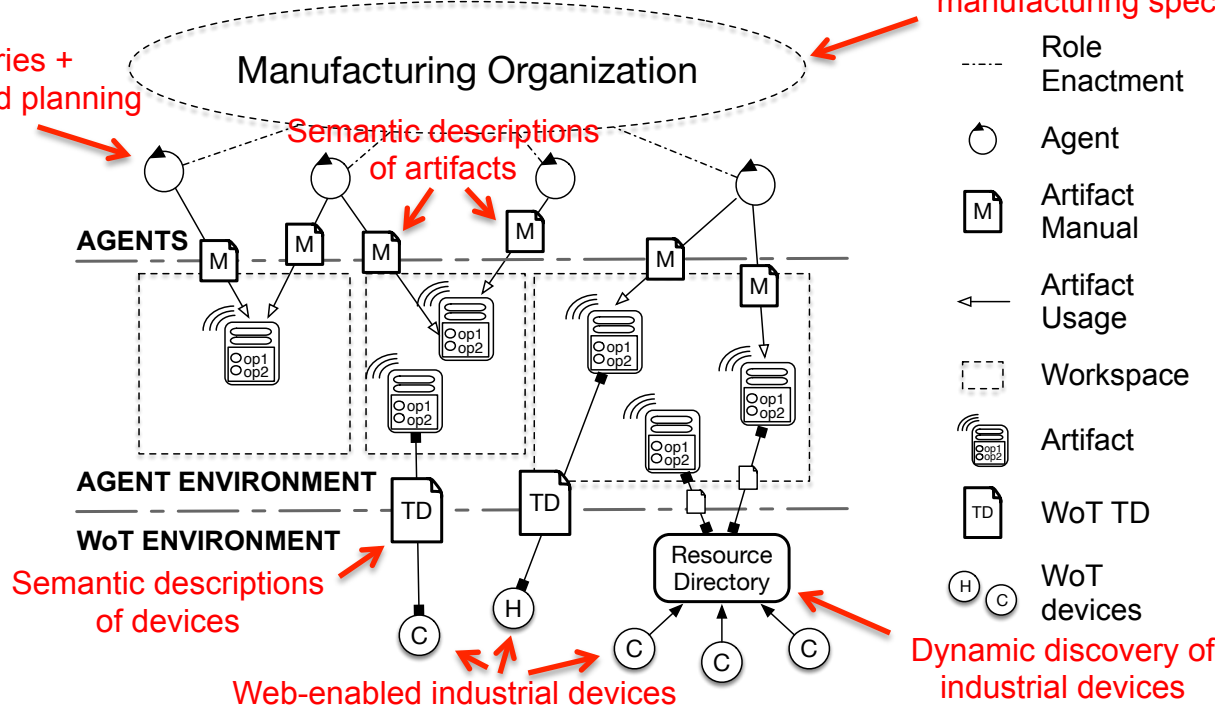 manufacturing spec
ries +
d planning
Manufacturing Organization
Semantic descriptions
of artifacts
AGENTS
M
M
M
M
M
M
op1
op2
op1
op2
op1
op2
op1
op2
op1
op2
op1
op2
AGENT ENVIRONMENT
WoT ENVIRONMENT
TD
TD
Semantic descriptions
of devices
Resource
Directory
H
C
C
C
C
Web-enabled industrial devices
Dynamic discovery of
industrial devices
Role
Enactment
Agent
M
Artifact
Manual
Artifact
Usage
Workspace
op1
op2
Artifact
TD
WoT TD
H
C
WoT
devices